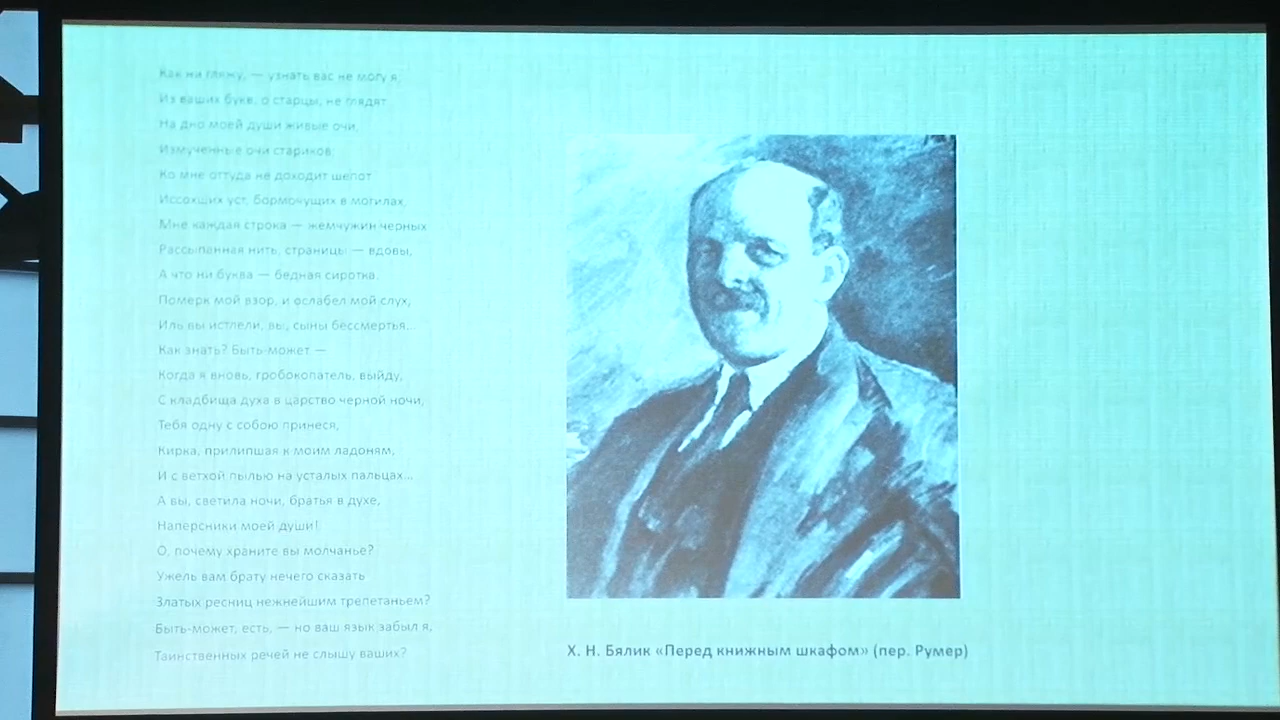 Как ни гляжу, — узнать вас не могу я,
Из ваших букв, о старцы, не глядят
На дно моей души живые очи,
Измученные очи стариков.
Ко мне оттуда не доходит шепот
Иссохших уст, бормочущих в могилах.
Мне каждая строка — жемчужин черных
Рассыпанная нить, страницы — вдовы,
А что ни буква — бедная сиротка.
Померк мой взор, и ослабел мой слух,
Иль вы истлели, вы, сыны бессмертья...
Как знать? Быть-может —
Когда я вновь, гробокопатель, выйду,
С кладбища духа в царство черной ночи,
Тебя одну с собою принеся,
Кирка, прилипшая к моим ладоням,
И с ветхой пылью на усталых пальцах...
А вы, светила ночи, братья в духе,
Наперсники моей души!
О, почему храните вы молчанье?
Ужель вам брату нечего сказать
Златых ресниц нежнейшим трепетаньем?
Быть-может, есть, — но ваш язык забыл я,
Таинственных речей не слышу ваших?
Х. Н. Бялик «Перед книжным шкафом» (пер. Румер)